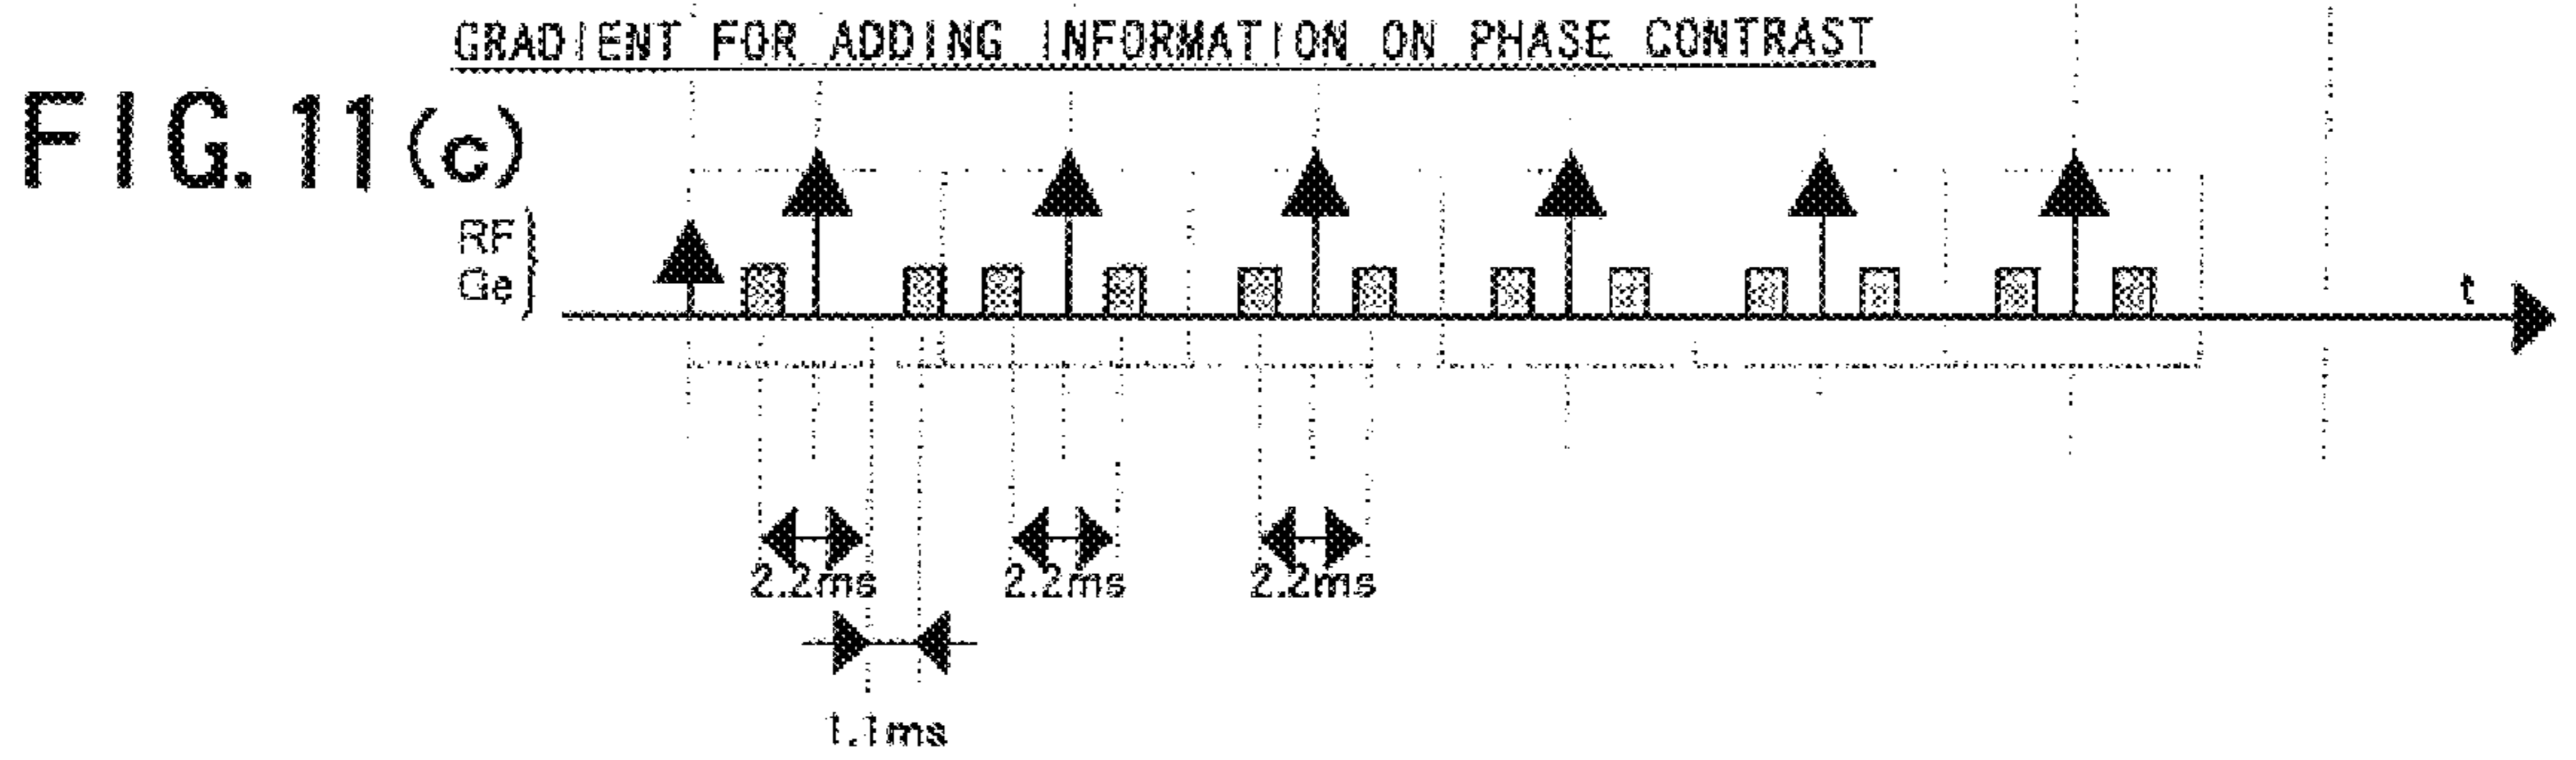 GRADIENT FOR ADDING INFORMATION ON PHASE CONTRAST
FIG. 11(c)
RF
Ge
t
2.2ms 2.2ms 2.2ms
1.1ms